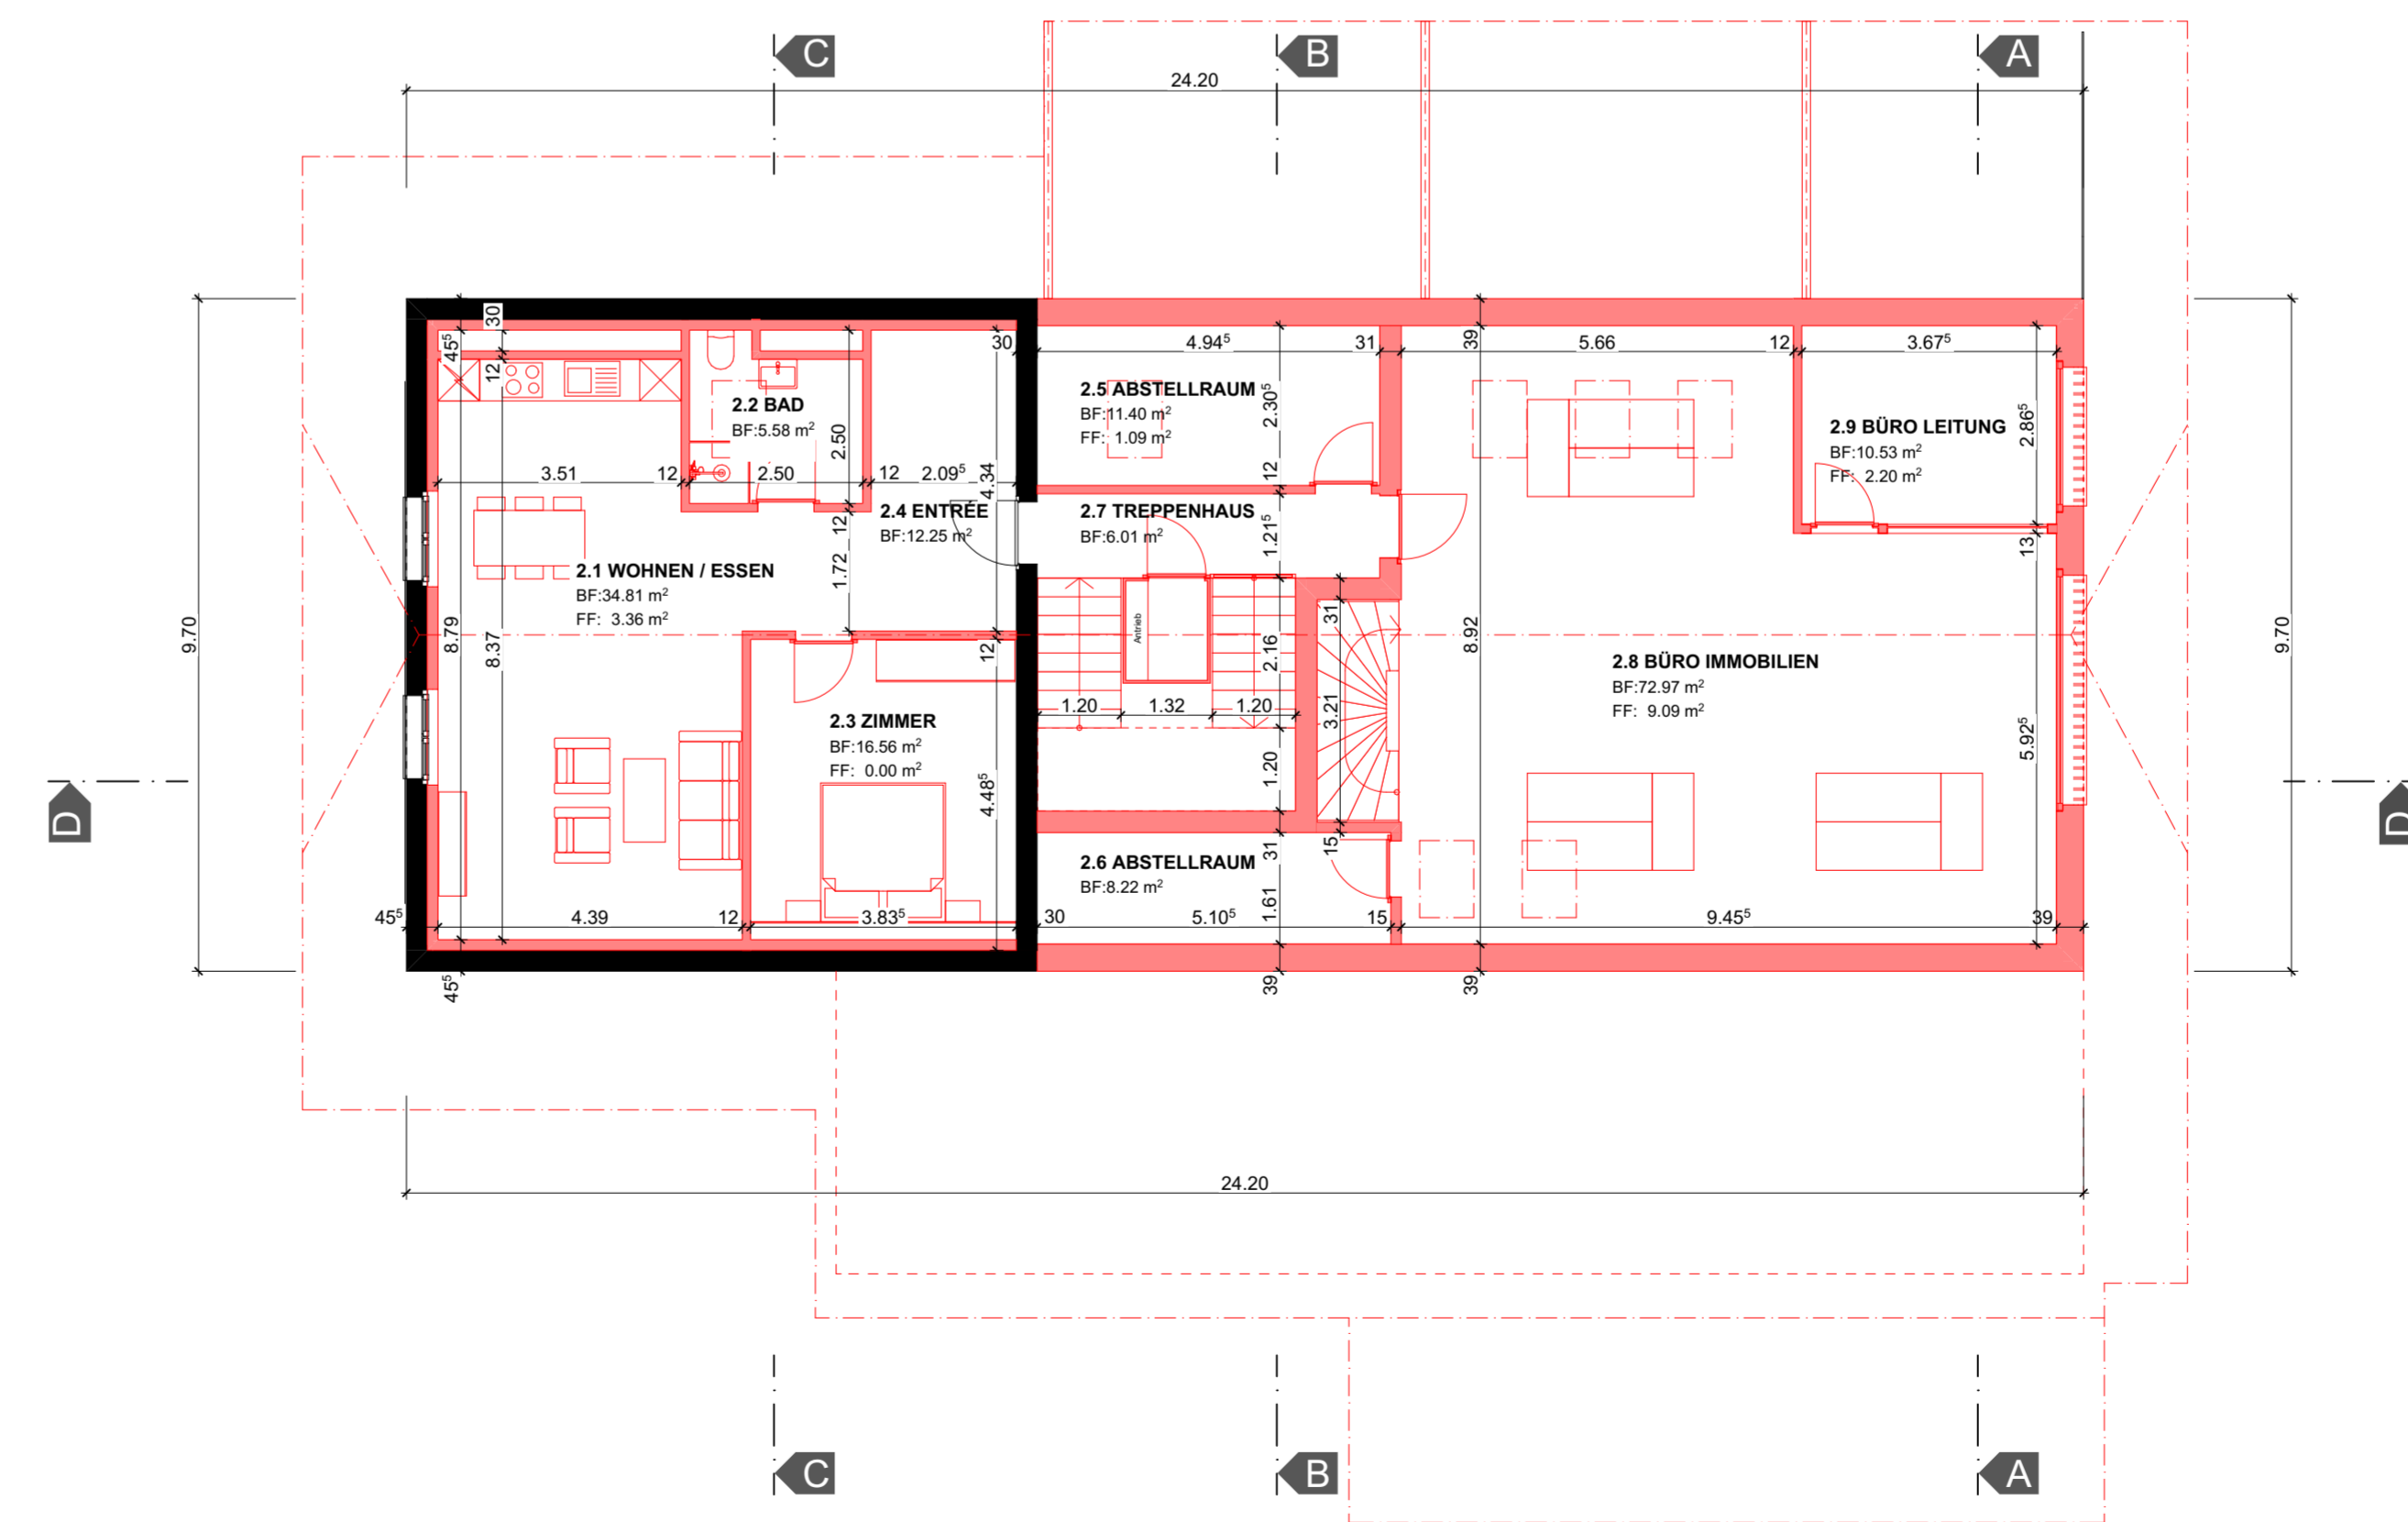 C
B
A
24.20
30
45⁵
12
30
4.94⁵
31
39
5.66
12
3.67⁵
2.2 BAD
BF:5.58 m²
2.50
2.5 ABSTELLRAUM
BF:11.40 m²
FF: 1.09 m²
2.30⁵
2.9 BÜRO LEITUNG
BF:10.53 m²
FF: 2.20 m²
2.86⁵
3.51
12
2.50
12
2.09⁵
4.34
12
2.4 ENTRÉE
BF:12.25 m²
12
1.72
2.7 TREPPENHAUS
BF:6.01 m²
1.21⁵
13
2.1 WOHNEN / ESSEN
BF:34.81 m²
FF: 3.36 m²
9.70
8.79
8.37
12
Antrieb
31
2.16
8.92
9.70
2.8 BÜRO IMMOBILIEN
BF:72.97 m²
FF: 9.09 m²
1.20
1.32
1.20
3.21
2.3 ZIMMER
BF:16.56 m²
FF: 0.00 m²
5.92⁵
4.48⁵
1.20
D
D
15
31
2.6 ABSTELLRAUM
BF:8.22 m²
1.61
45⁵
4.39
12
3.83⁵
30
5.10⁵
15
9.45⁵
39
45⁵
39
39
24.20
C
B
A